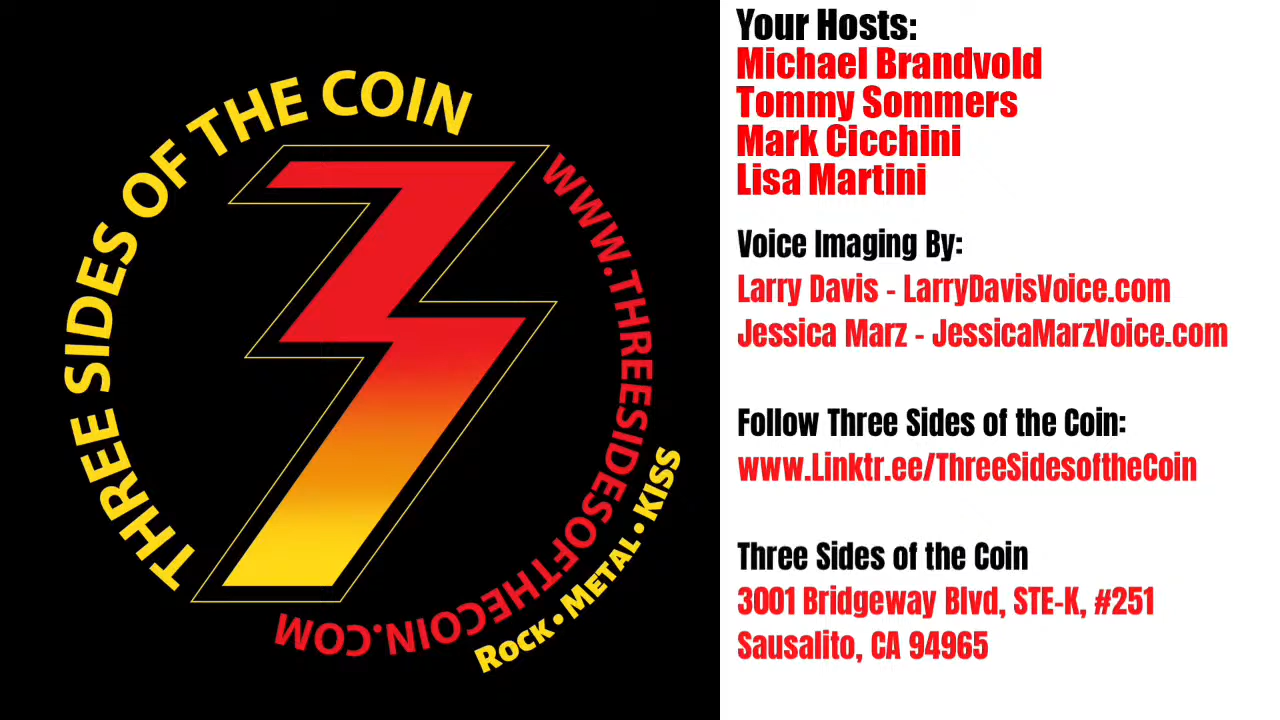 THREE SIDES OF THE COIN
WWW.THREESIDESOFTHECOIN.COM
ROCK • METAL • KISS
Your Hosts:
Michael Brandvold
Tommy Sommers
Mark Cicchini
Lisa Martini
Voice Imaging By:
Larry Davis - LarryDavisVoice.com
Jessica Marz - JessicaMarzVoice.com
Follow Three Sides of the Coin:
www.Linktr.ee/ThreeSidesoftheCoin
Three Sides of the Coin
3001 Bridgeway Blvd, STE-K, #251
Sausalito, CA 94965